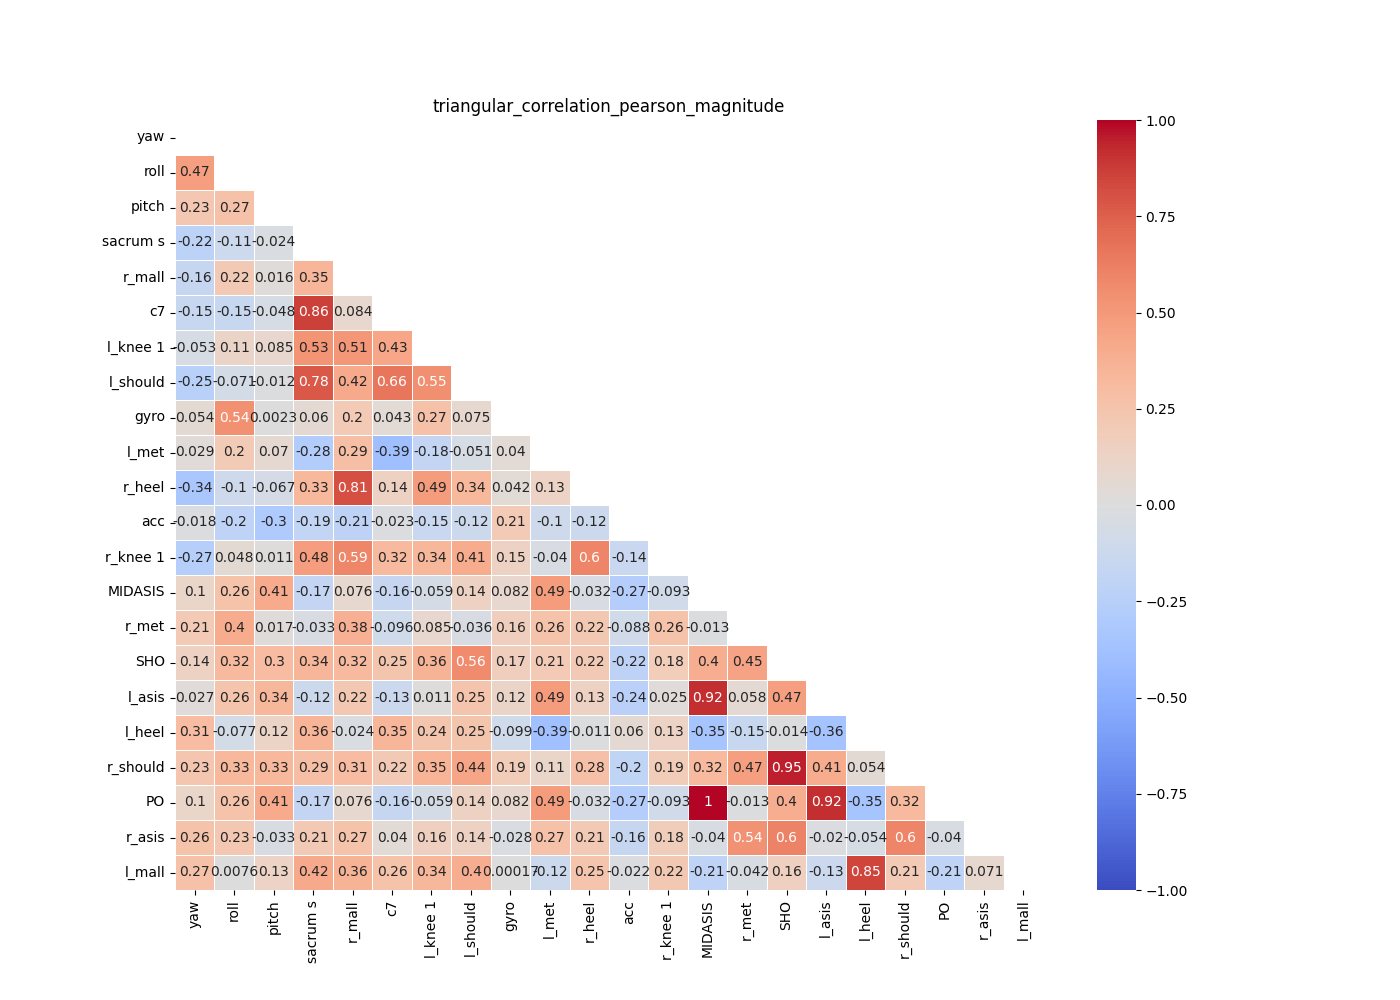 triangular_correlation_pearson_magnitude
yaw
roll 0.47
pitch 0.23 0.27
sacrum s -0.22 -0.11 -0.024
r_mall -0.16 0.22 0.016 0.35
c7 -0.15 -0.15 -0.048 0.86 0.084
l_knee 1 -0.053 0.11 0.085 0.53 0.51 0.43
l_should -0.25 -0.071 -0.012 0.78 0.42 0.66 0.55
gyro 0.054 0.54 0.0023 0.06 0.2 0.043 0.27 0.075
l_met 0.029 0.2 0.07 -0.28 0.29 -0.39 -0.18 -0.051 0.04
r_heel -0.34 -0.1 -0.067 0.33 0.81 0.14 0.49 0.34 0.042 0.13
acc -0.018 -0.2 -0.3 -0.19 -0.21 -0.023 -0.15 -0.12 0.21 -0.1 -0.12
r_knee 1 -0.27 0.048 0.011 0.48 0.59 0.32 0.34 0.41 0.15 -0.04 0.6 -0.14
MIDASIS 0.1 0.26 0.41 -0.17 0.076 -0.16 -0.059 0.14 0.082 0.49 -0.032 -0.27 -0.093
r_met 0.21 0.4 0.017 -0.033 0.38 -0.096 0.085 -0.036 0.16 0.26 0.22 -0.088 0.26 -0.013
SHO 0.14 0.32 0.3 0.34 0.32 0.25 0.36 0.56 0.17 0.21 0.22 -0.22 0.18 0.4 0.45
l_asis 0.027 0.26 0.34 -0.12 0.22 -0.13 0.011 0.25 0.12 0.49 0.13 -0.24 0.025 0.92 0.058 0.47
l_heel 0.31 -0.077 0.12 0.36 -0.024 0.35 0.24 0.25 -0.099 -0.39 -0.011 0.06 0.13 -0.35 -0.15 -0.014 -0.36
r_should 0.23 0.33 0.33 0.29 0.31 0.22 0.35 0.44 0.19 0.11 0.28 -0.2 0.19 0.32 0.47 0.95 0.41 0.054
PO 0.1 0.26 0.41 -0.17 0.076 -0.16 -0.059 0.14 0.082 0.49 -0.032 -0.27 -0.093 1 -0.013 0.4 0.92 -0.35 0.32
r_asis 0.26 0.23 -0.033 0.21 0.27 0.04 0.16 0.14 -0.028 0.27 0.21 -0.16 0.18 -0.04 0.54 0.6 -0.02 -0.054 0.6 -0.04
l_mall 0.27 0.0076 0.13 0.42 0.36 0.26 0.34 0.4 0.00017 -0.12 0.25 -0.022 0.22 -0.21 -0.042 0.16 -0.13 0.85 0.21 -0.21 0.071
yaw roll pitch sacrum s r_mall c7 l_knee 1 l_should gyro l_met r_heel acc r_knee 1 MIDASIS r_met SHO l_asis l_heel r_should PO r_asis l_mall
1.00
0.75
0.50
0.25
0.00
−0.25
−0.50
−0.75
−1.00